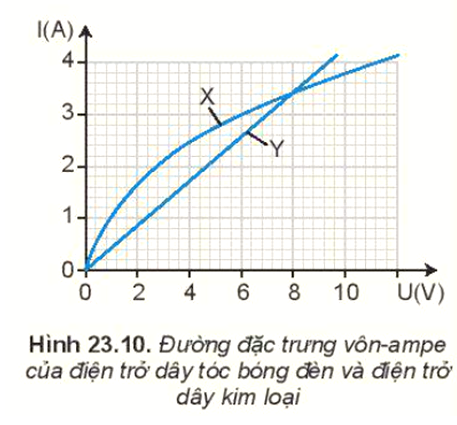 I(A)
4
3
2
1
0
X
Y
0 2 4 6 8 10 U(V)
Hình 23.10. Đường đặc trưng vôn-ampe
của điện trở dây tóc bóng đèn và điện trở
dây kim loại